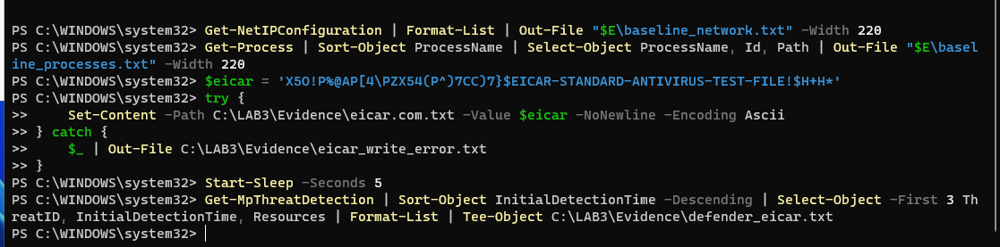 PS C:\WINDOWS\system32> Get-NetIPConfiguration | Format-List | Out-File "$E\baseline_network.txt" -Width 220
PS C:\WINDOWS\system32> Get-Process | Sort-Object ProcessName | Select-Object ProcessName, Id, Path | Out-File "$E\basel
ine_processes.txt" -Width 220
PS C:\WINDOWS\system32> $eicar = 'X5O!P%@AP[4\PZX54(P^)7CC)7}$EICAR-STANDARD-ANTIVIRUS-TEST-FILE!$H+H*'
PS C:\WINDOWS\system32> try {
>>     Set-Content -Path C:\LAB3\Evidence\eicar.com.txt -Value $eicar -NoNewline -Encoding Ascii
>> } catch {
>>     $_ | Out-File C:\LAB3\Evidence\eicar_write_error.txt
>> }
PS C:\WINDOWS\system32> Start-Sleep -Seconds 5
PS C:\WINDOWS\system32> Get-MpThreatDetection | Sort-Object InitialDetectionTime -Descending | Select-Object -First 3 Th
reatID, InitialDetectionTime, Resources | Format-List | Tee-Object C:\LAB3\Evidence\defender_eicar.txt
PS C:\WINDOWS\system32>